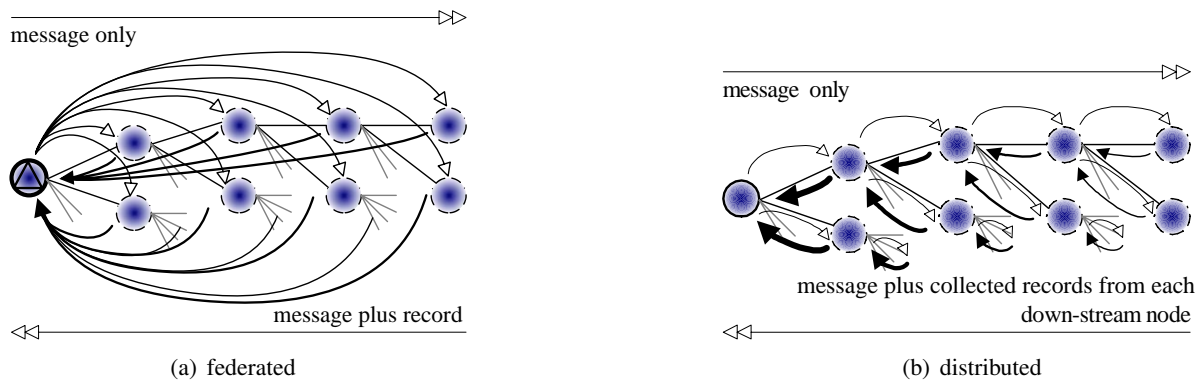 message only
message plus record
(a) federated
message only
message plus collected records from each
down-stream node
(b) distributed